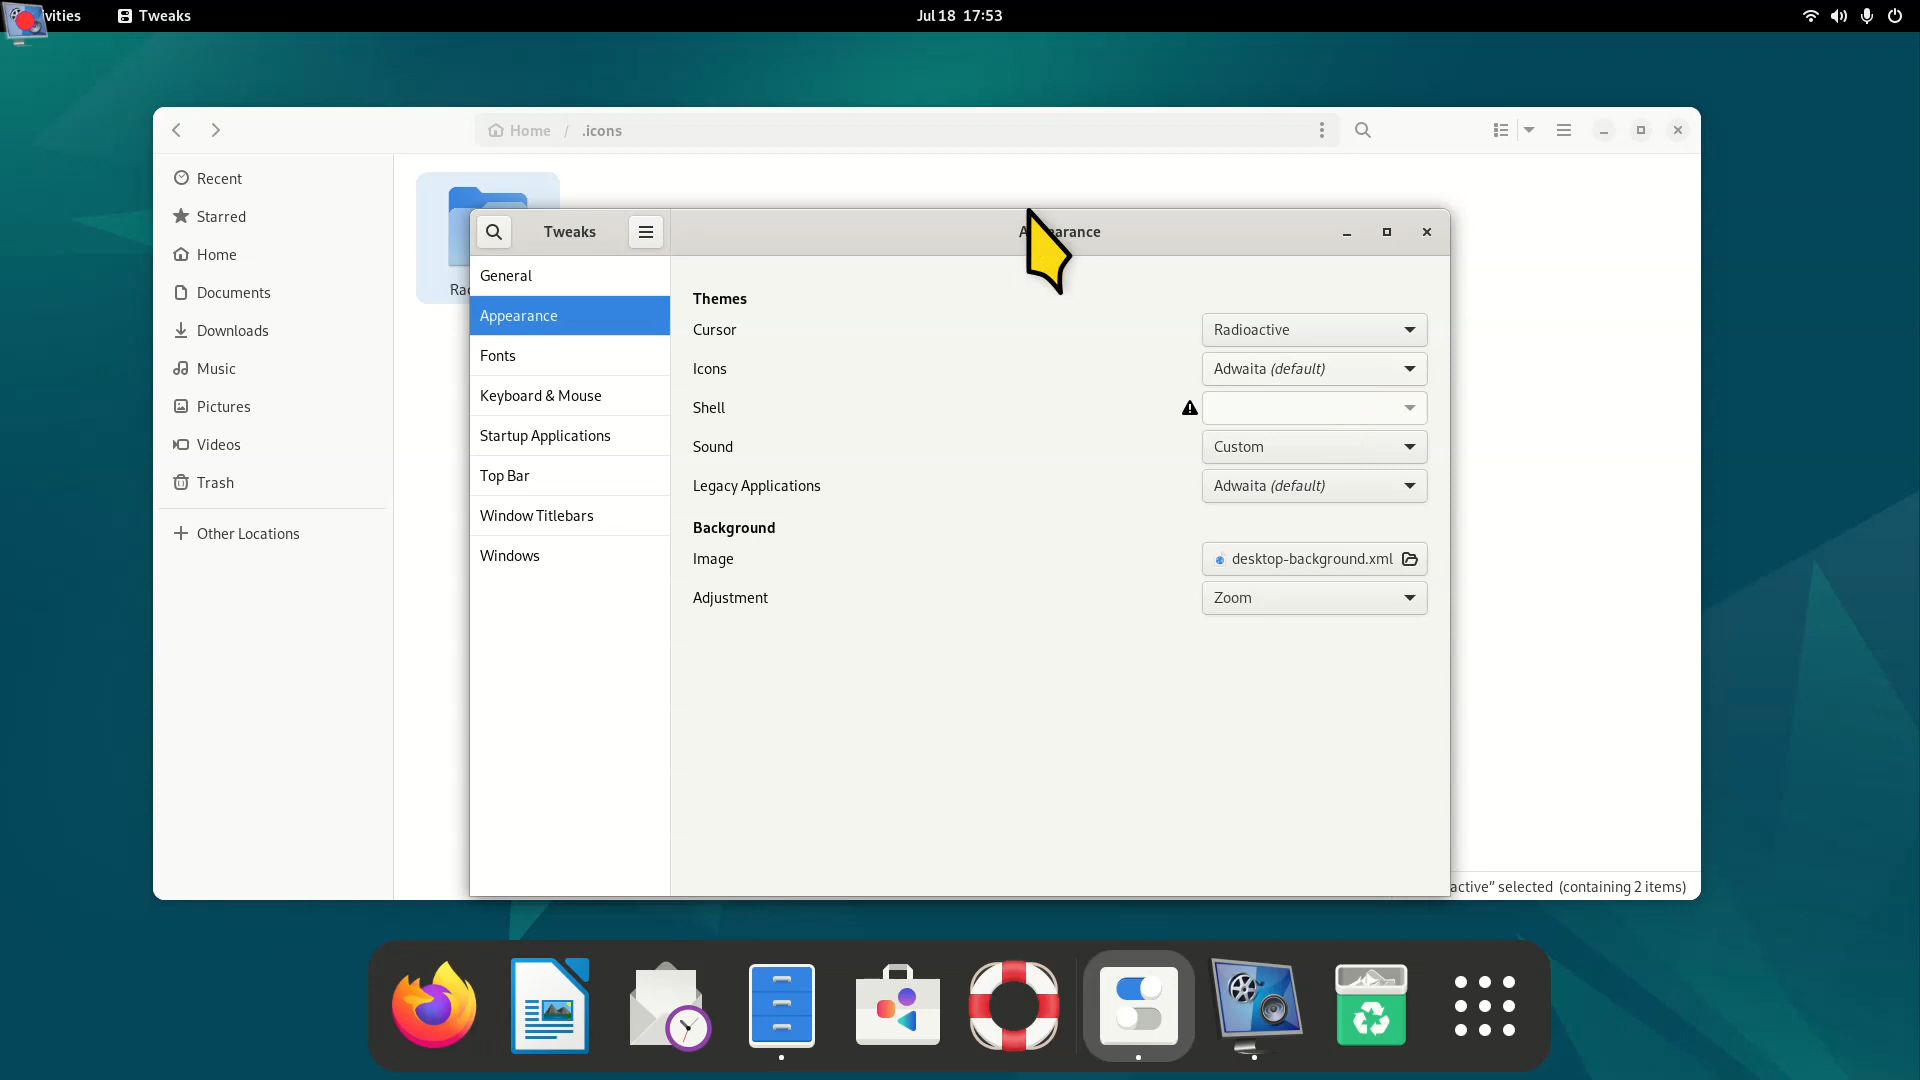 vities
Tweaks
Jul 18 17:53
Home / .icons
Recent
Starred
Home
Documents
Downloads
Music
Pictures
Videos
Trash
Other Locations
Rad
Tweaks
General
Appearance
Fonts
Keyboard & Mouse
Startup Applications
Top Bar
Window Titlebars
Windows
Themes
Cursor
Radioactive
Icons
Adwaita (default)
Shell
Sound
Custom
Legacy Applications
Adwaita (default)
Background
Image
desktop-background.xml
Adjustment
Zoom
active” selected (containing 2 items)